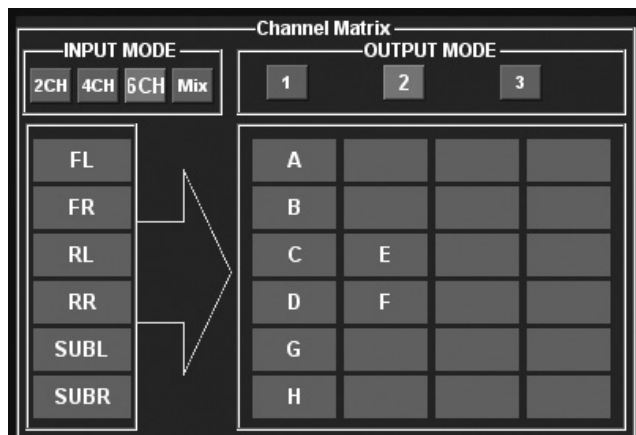 Channel Matrix
INPUT MODE
2CH 4CH 6CH Mix
OUTPUT MODE
1 2 3
FL A
FR B
RL C E
RR D F
SUBL G
SUBR H